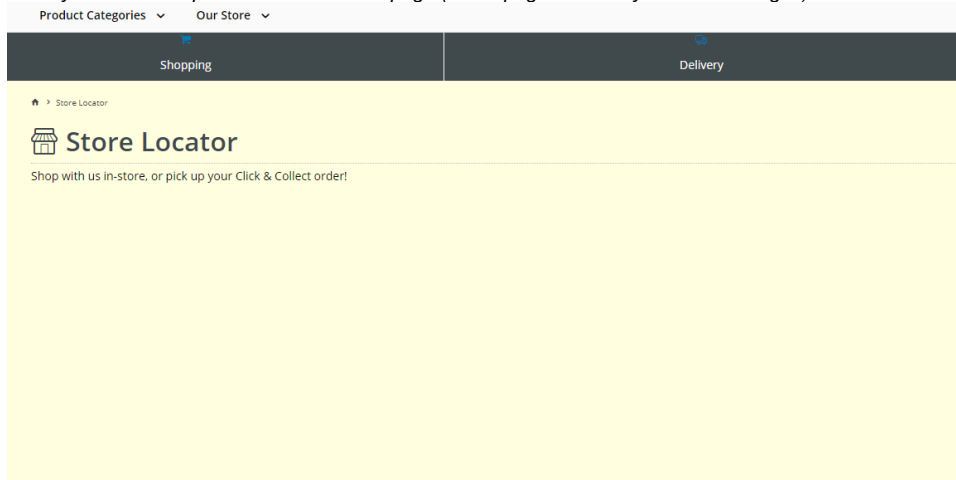 Product Categories Our Store
Shopping Delivery
Store Locator
Store Locator
Shop with us in-store, or pick up your Click & Collect order!